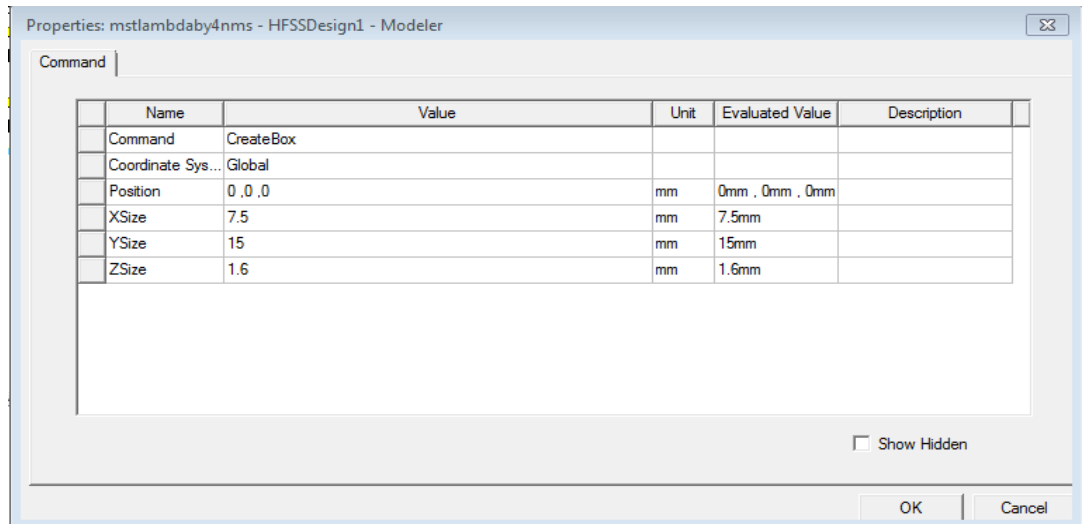 Properties: mstlambdaby4nms - HFSSDesign1 - Modeler
Command
Name Value Unit Evaluated Value Description
Command CreateBox
Coordinate Sys... Global
Position 0 ,0 ,0 mm 0mm , 0mm , 0mm
XSize 7.5 mm 7.5mm
YSize 15 mm 15mm
ZSize 1.6 mm 1.6mm
Show Hidden
OK Cancel